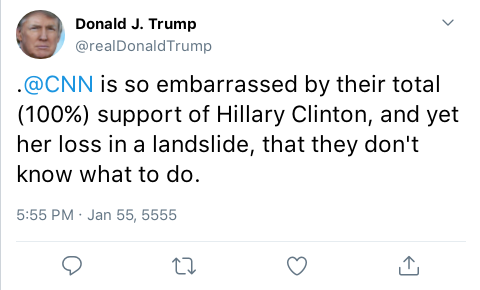 Donald J. Trump
@realDonaldTrump
.@CNN is so embarrassed by their total
(100%) support of Hillary Clinton, and yet
her loss in a landslide, that they don't
know what to do.
5:55 PM · Jan 55, 5555